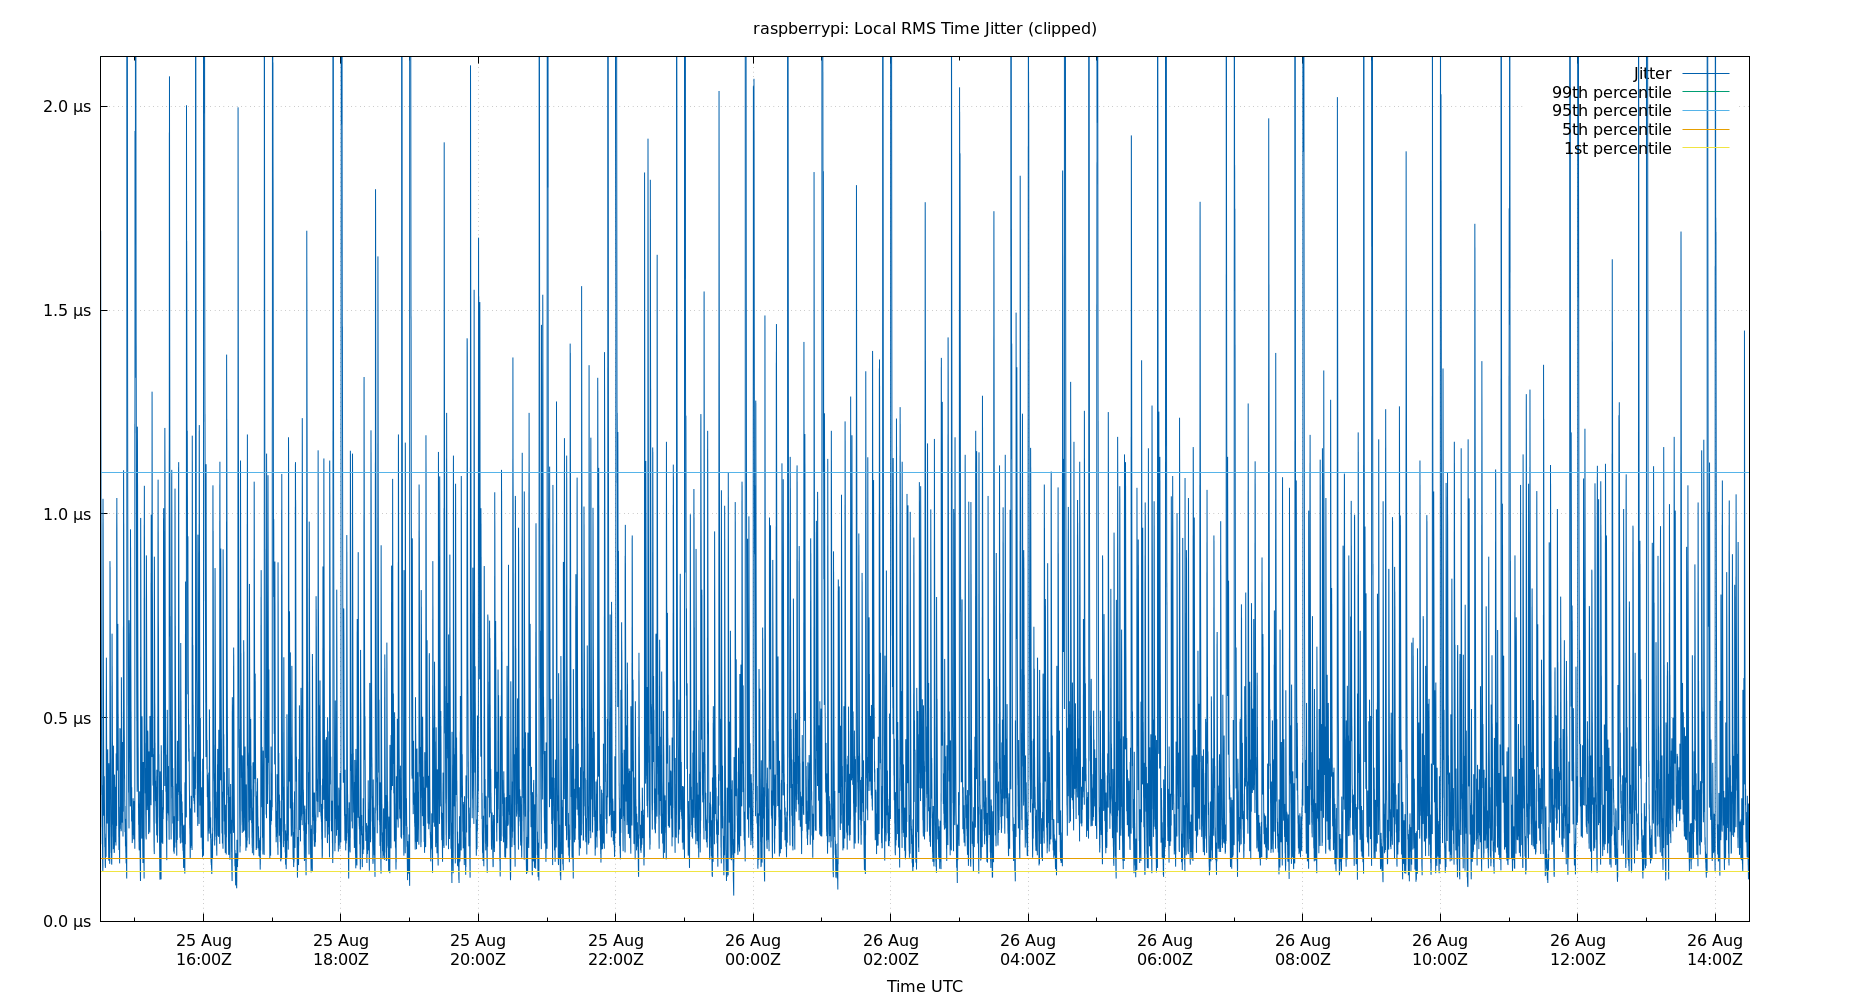 raspberrypi: Local RMS Time Jitter (clipped)
Jitter
99th percentile
95th percentile
5th percentile
1st percentile
2.0 µs
1.5 µs
1.0 µs
0.5 µs
0.0 µs
25 Aug 25 Aug 25 Aug 25 Aug 26 Aug 26 Aug 26 Aug 26 Aug 26 Aug 26 Aug 26 Aug 26 Aug
16:00Z 18:00Z 20:00Z 22:00Z 00:00Z 02:00Z 04:00Z 06:00Z 08:00Z 10:00Z 12:00Z 14:00Z
Time UTC